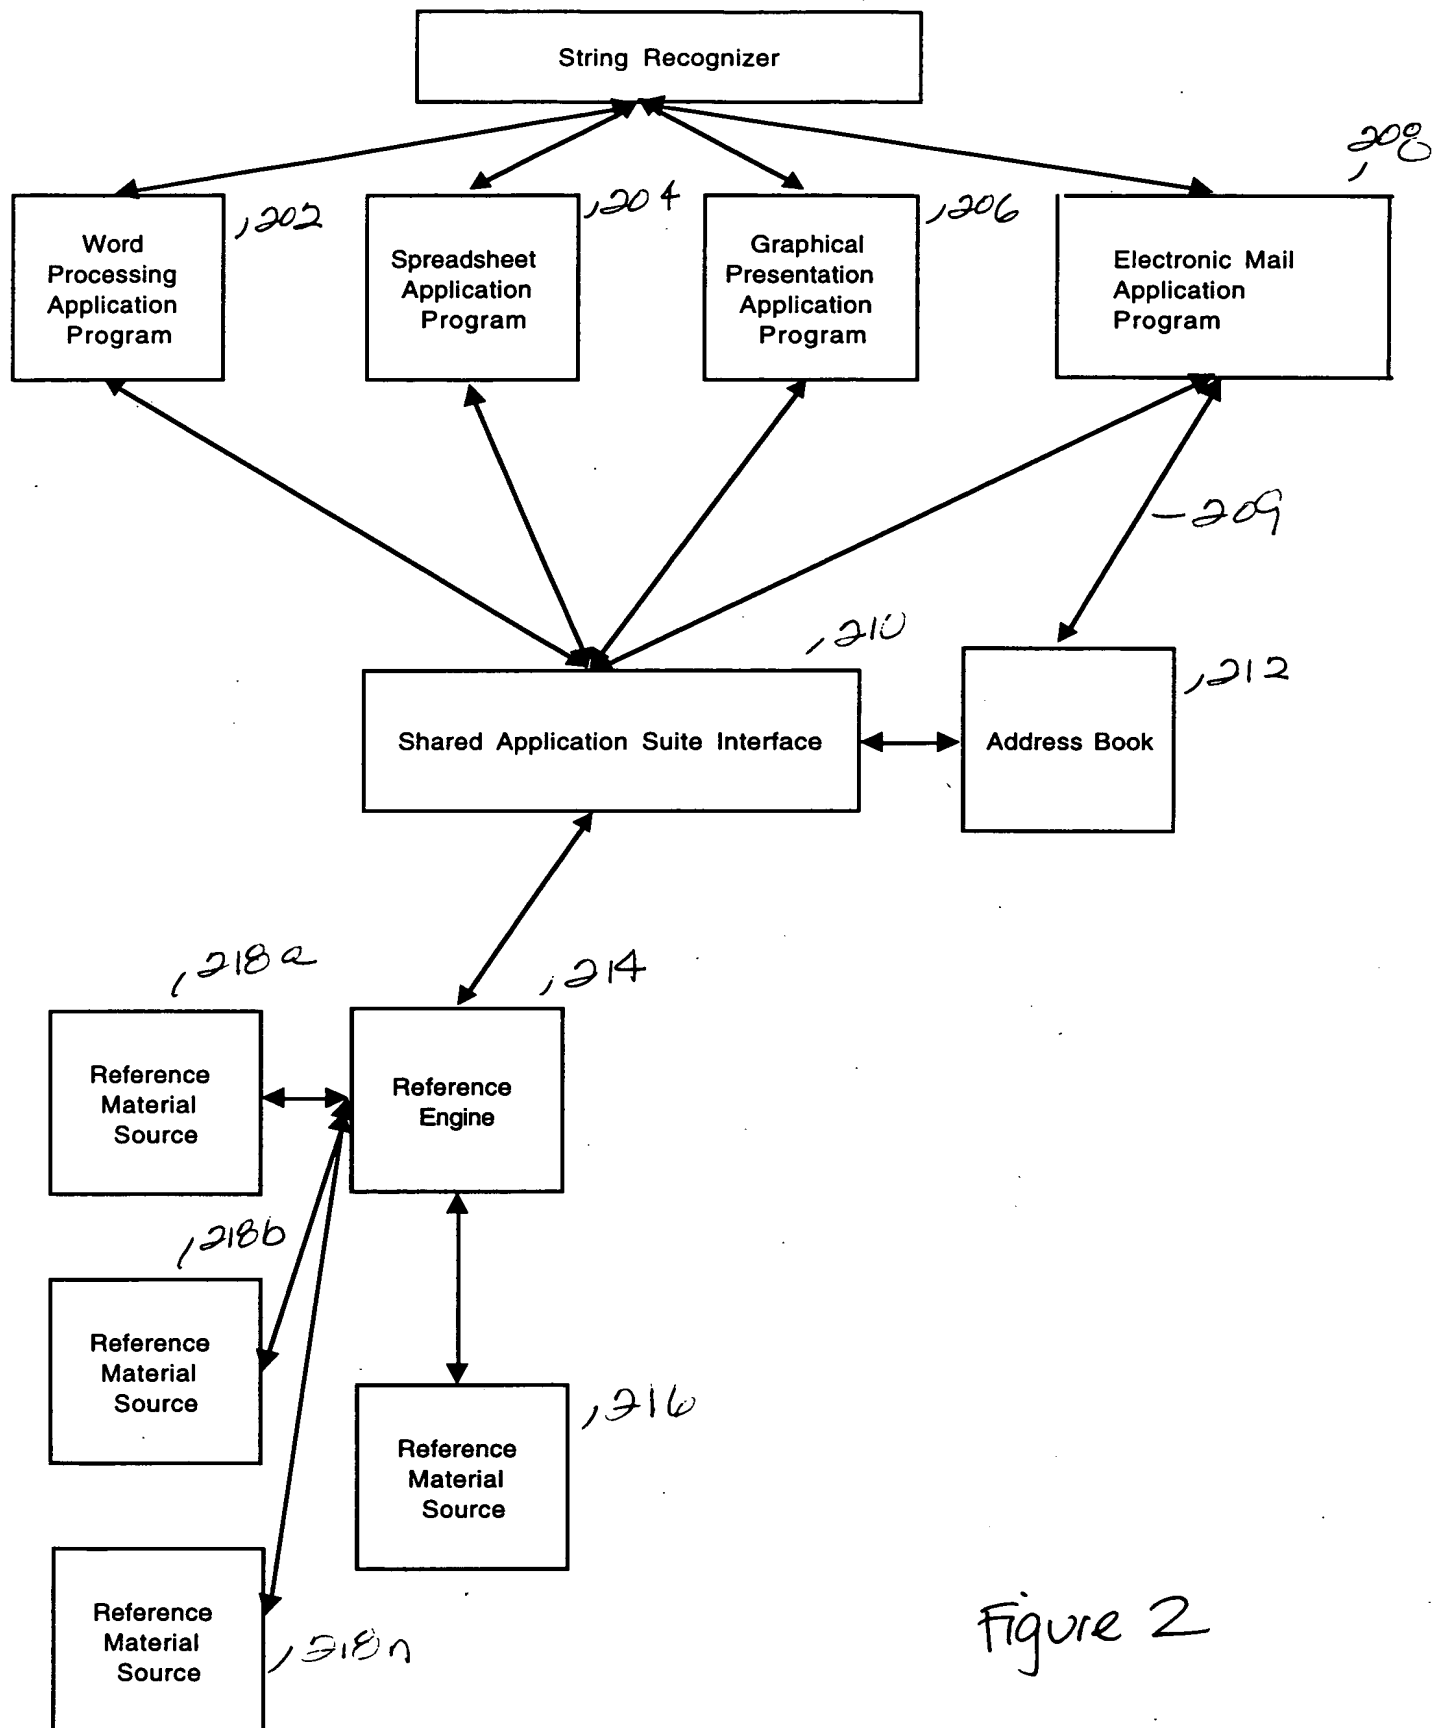 String Recognizer
208
,202
,204
,206
Word
Processing
Application
Program
Spreadsheet
Application
Program
Graphical
Presentation
Application
Program
Electronic Mail
Application
Program
209
,210
,212
Shared Application Suite Interface
Address Book
,218a
,214
Reference
Material
Source
Reference
Engine
,218b
Reference
Material
Source
,216
Reference
Material
Source
Reference
Material
Source
,218n
Figure 2